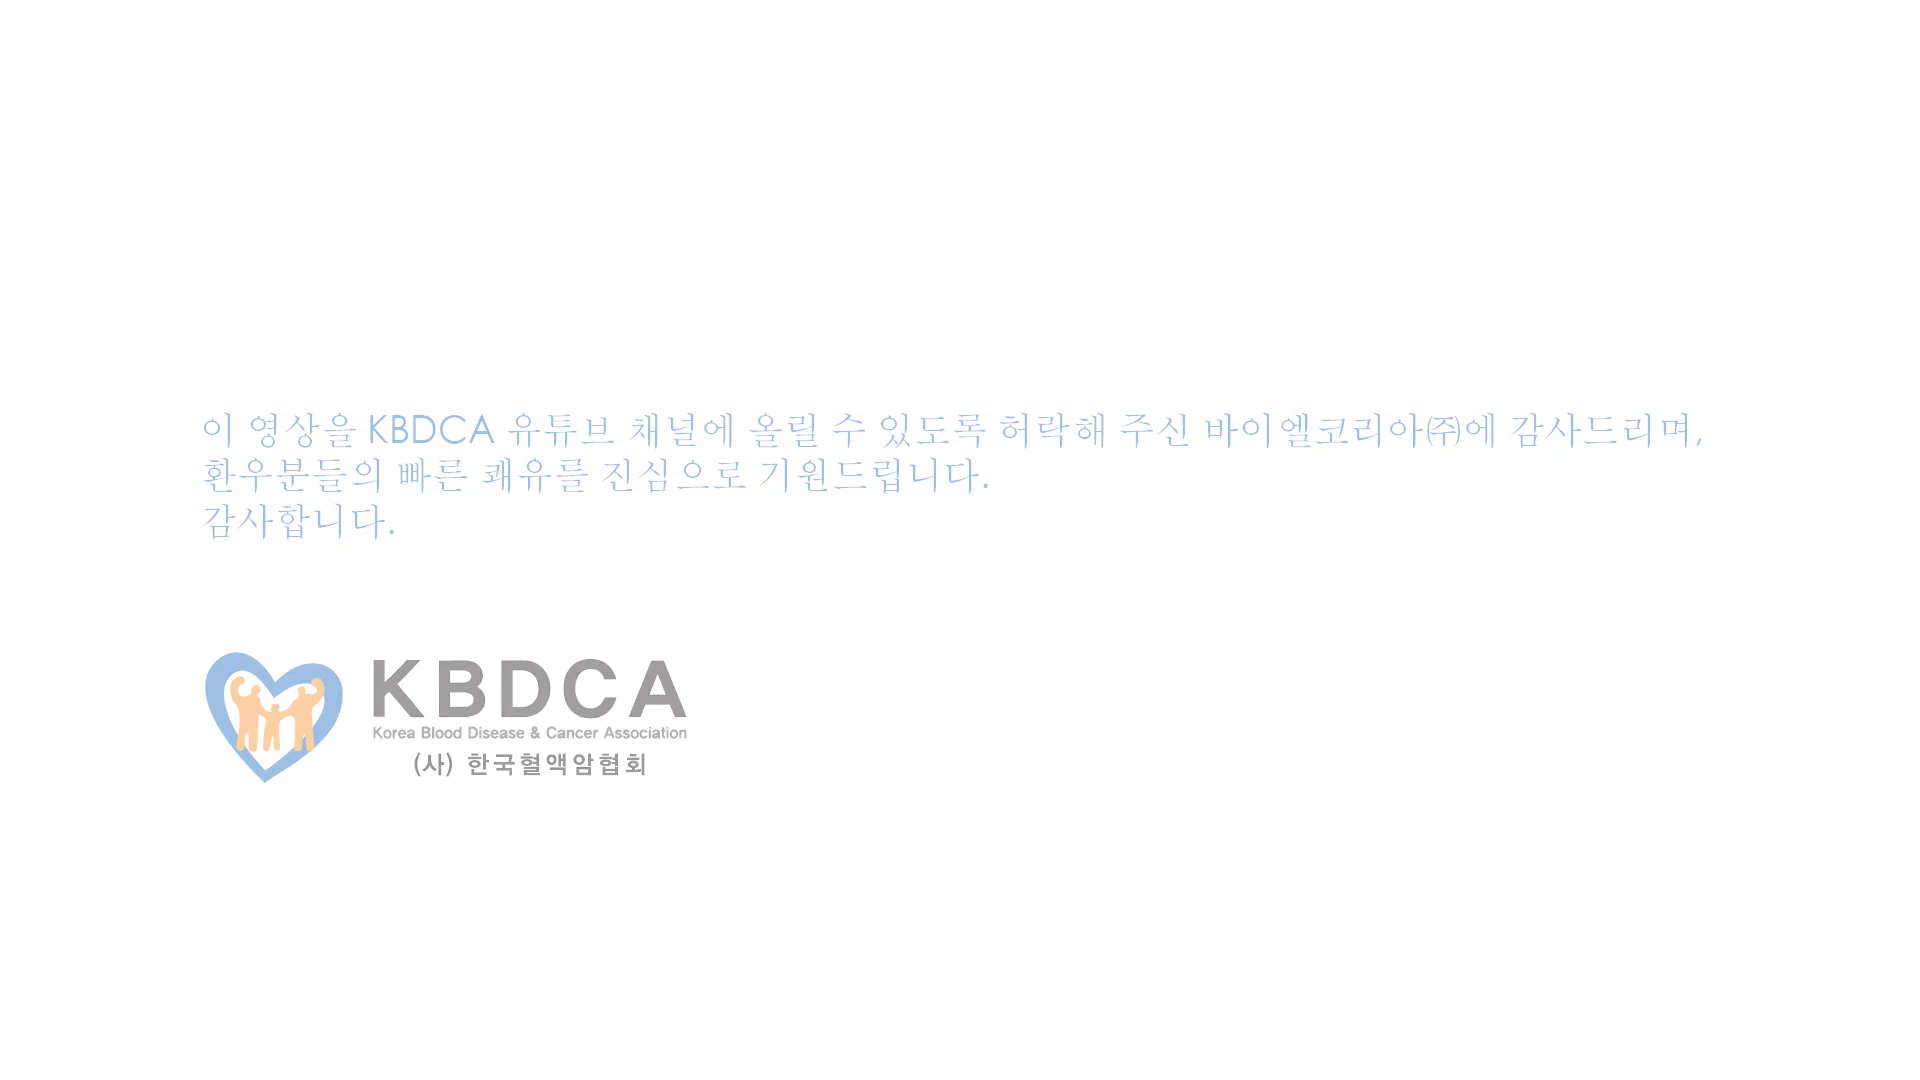 이 영상을 KBDCA 유튜브 채널에 올릴 수 있도록 허락해 주신 바이엘코리아㈜에 감사드리며,
환우분들의 빠른 쾌유를 진심으로 기원드립니다.
감사합니다.
KBDCA
Korea Blood Disease & Cancer Association
(사) 한국혈액암협회